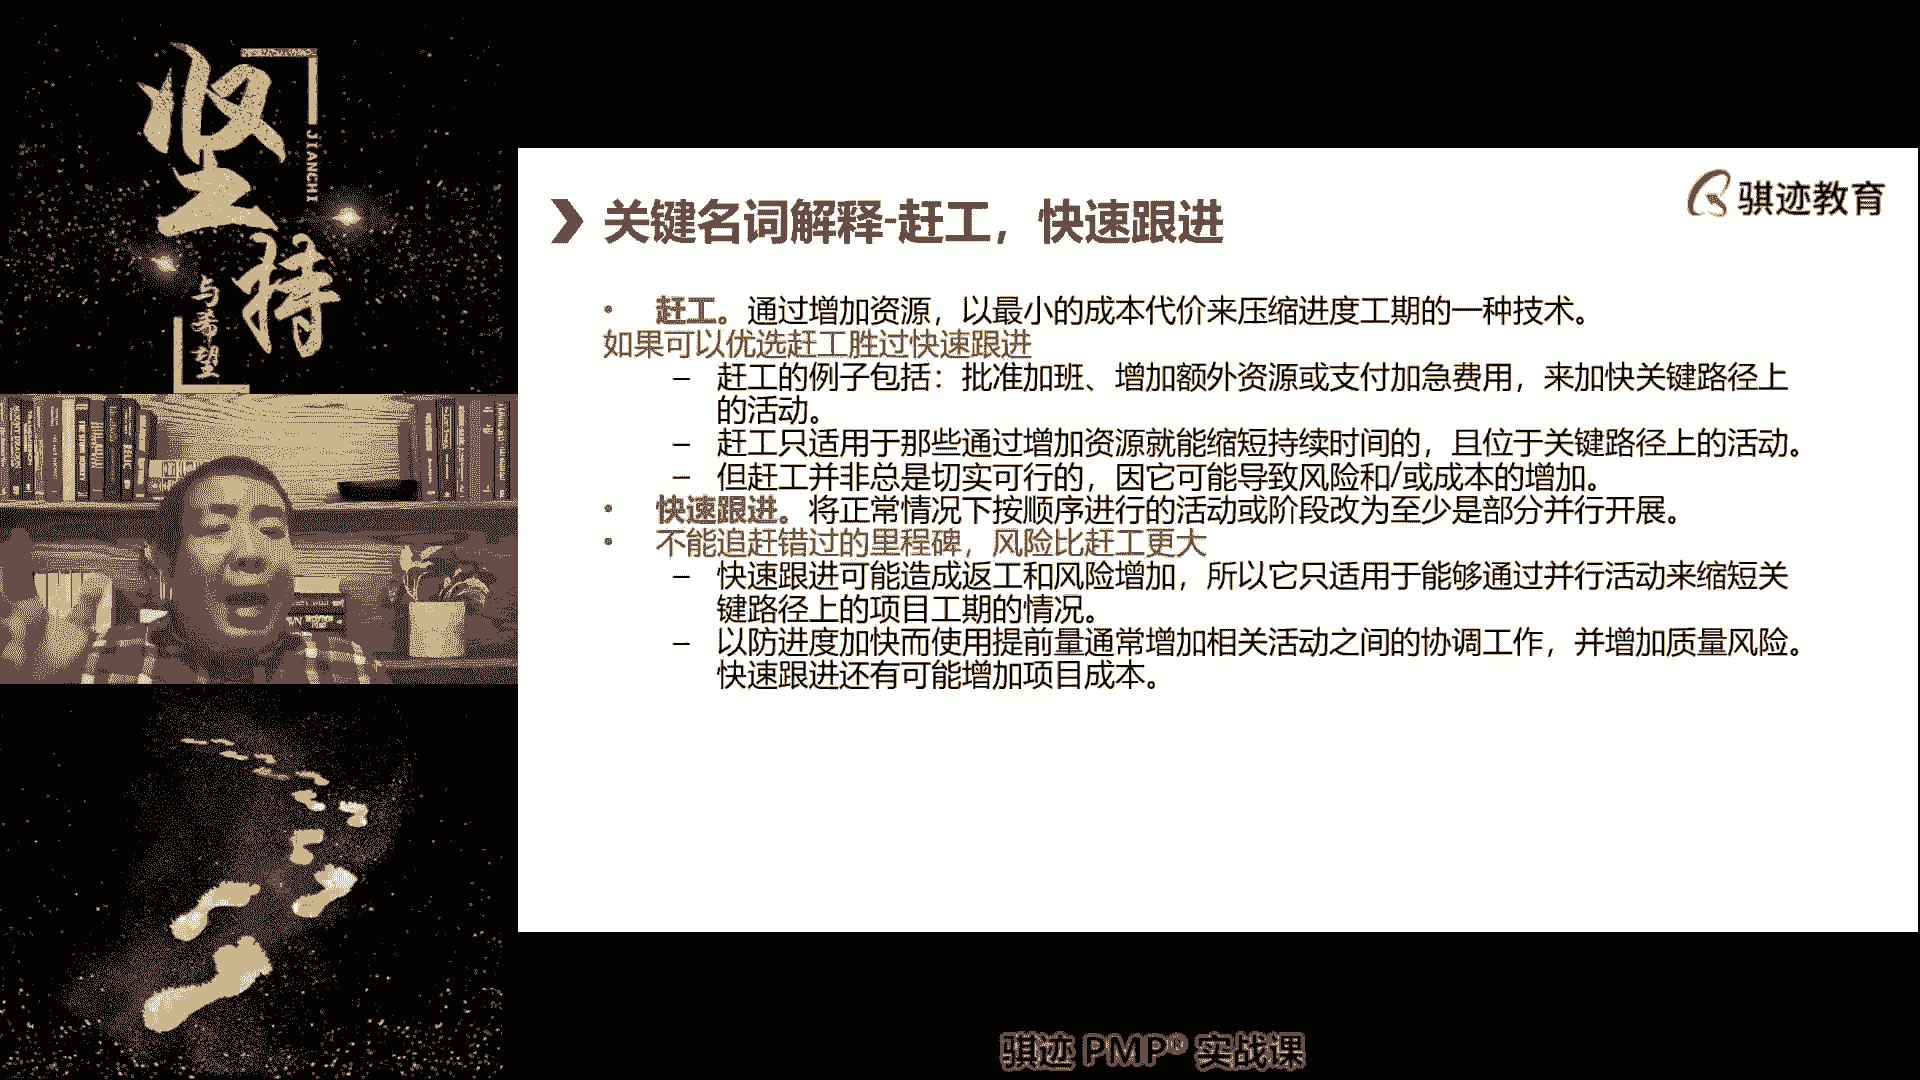 坚持
JIANCHI
与希望
骐迹教育
关键名词解释-赶工，快速跟进
• 赶工。通过增加资源，以最小的成本代价来压缩进度工期的一种技术。
如果可以优选赶工胜过快速跟进
– 赶工的例子包括：批准加班、增加额外资源或支付加急费用，来加快关键路径上
的活动。
– 赶工只适用于那些通过增加资源就能缩短持续时间的，且位于关键路径上的活动。
– 但赶工并非总是切实可行的，因它可能导致风险和/或成本的增加。
• 快速跟进。将正常情况下按顺序进行的活动或阶段改为至少是部分并行开展。
• 不能追赶错过的里程碑，风险比赶工更大
– 快速跟进可能造成返工和风险增加，所以它只适用于能够通过并行活动来缩短关
键路径上的项目工期的情况。
– 以防进度加快而使用提前量通常增加相关活动之间的协调工作，并增加质量风险。
快速跟进还有可能增加项目成本。
骐迹 PMP® 实战课